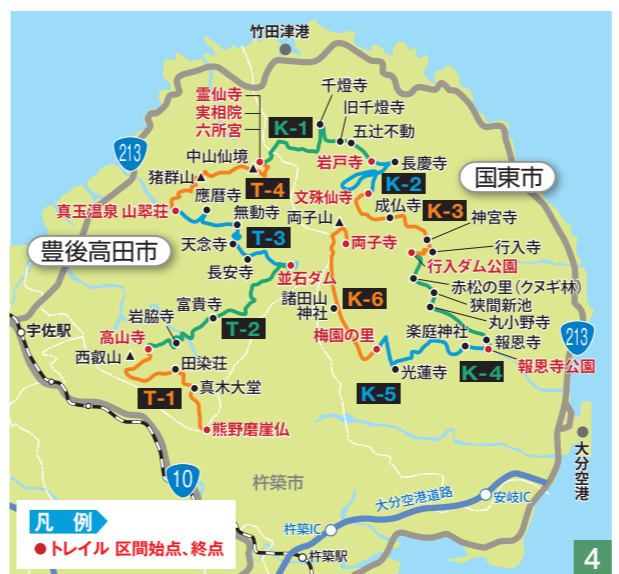 竹田津港
霊仙寺
実相院
六所宮
千燈寺
旧千燈寺
五辻不動
K-1
213
中山仙境
岩戸寺
長慶寺
猪群山
T-4
文殊仙寺
K-2
国東市
真玉温泉 山翠荘
應暦寺
無動寺
両子山
成仏寺
K-3
神宮寺
豊後高田市
天念寺
T-3
両子寺
行入寺
長安寺
並石ダム
行入ダム公園
赤松の里(クヌギ林)
諸田山
神社
K-6
狭間新池
富貴寺
岩脇寺
T-2
丸小野寺
宇佐駅
高山寺
梅園の里
楽庭神社
報恩寺
213
西叡山
田染荘
K-5
光蓮寺
K-4
報恩寺公園
T-1
真木大堂
熊野磨崖仏
10
杵築市
大分空港道路
安岐IC
大分空港
凡 例
トレイル 区間始点、終点
杵築IC
杵築駅
4